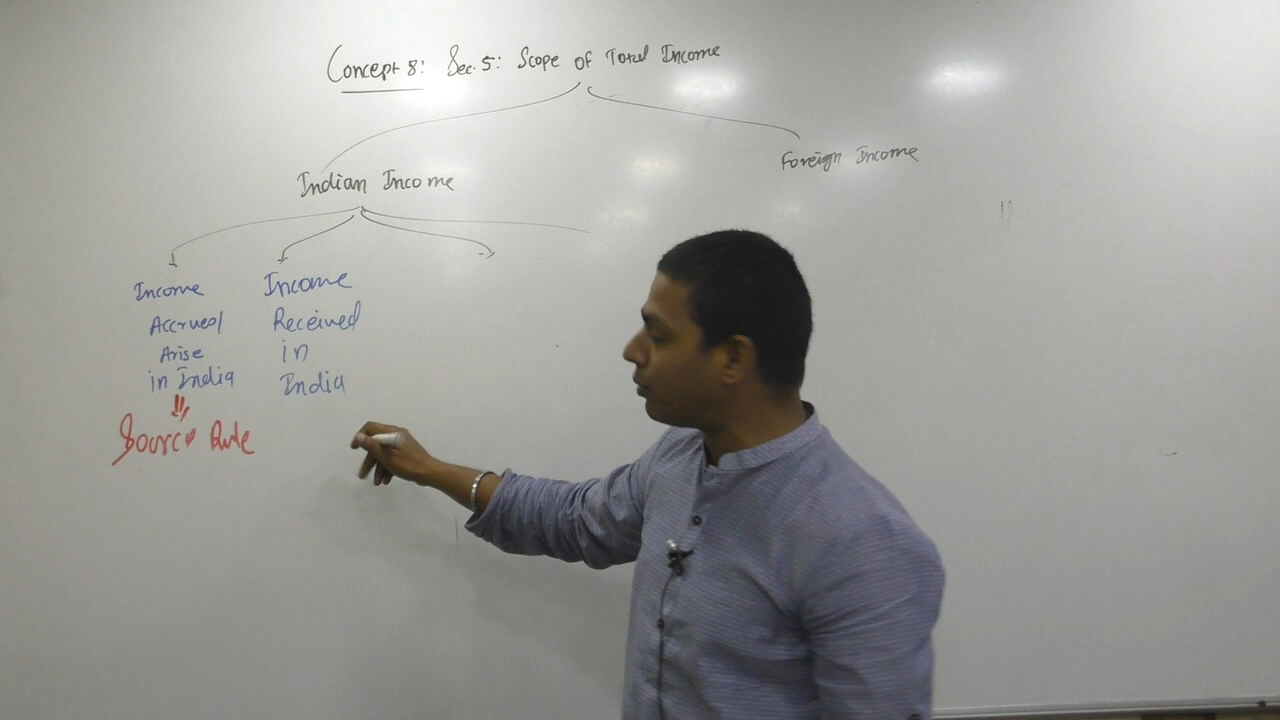 Concept 8: Sec. 5: Scope of Total Income
Indian Income
Foreign Income
Income
Accrued/
Arise
in India
Source Rule
Income
Received
in
India